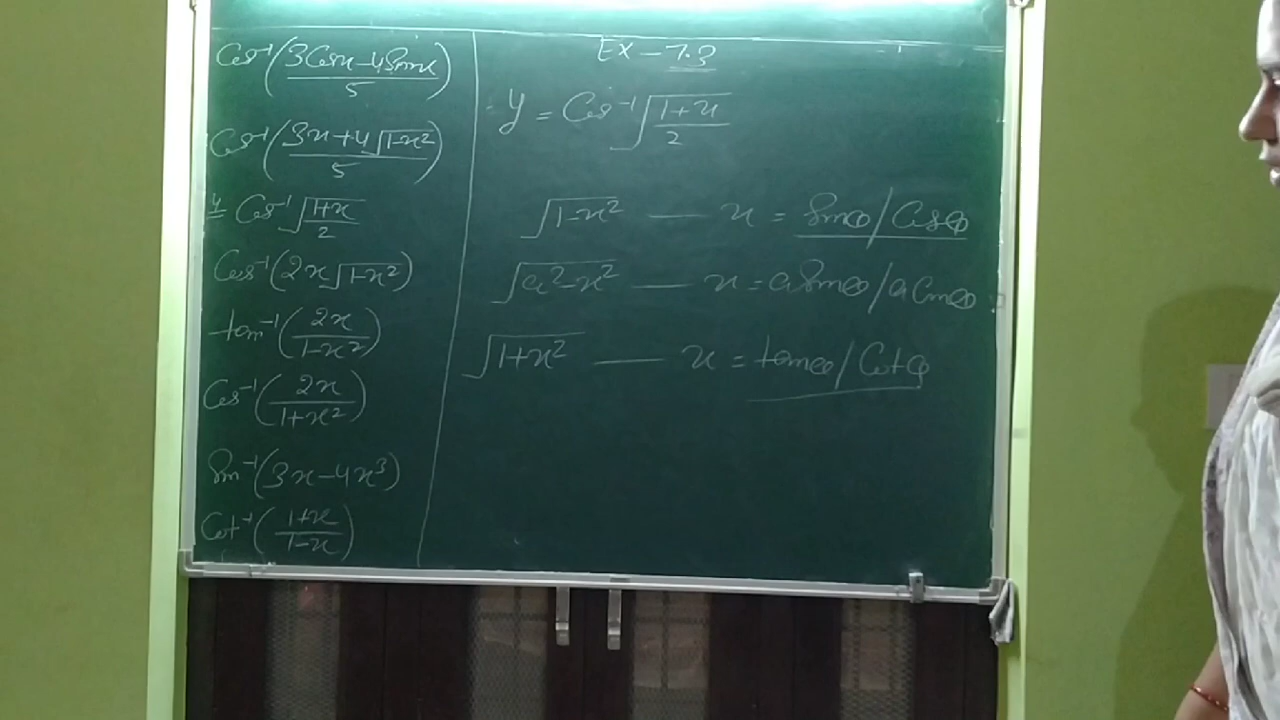 Cos⁻¹(3Cosx-4Sinx/5)
Cos⁻¹(3x+4√1-x²/5)
y = Cos⁻¹√1+x/2
Cos⁻¹(2x√1-x²)
tan⁻¹(2x/1-x²)
Cos⁻¹(2x/1+x²)
Sin⁻¹(3x-4x³)
Cot⁻¹(1+x/1-x)
EX - 7.3
y = Cos⁻¹√1+x/2
√1-x² — x = Sinθ/Cosθ
√a²-x² — x = aSinθ/aCosθ
√1+x² — x = tanθ/Cotθ